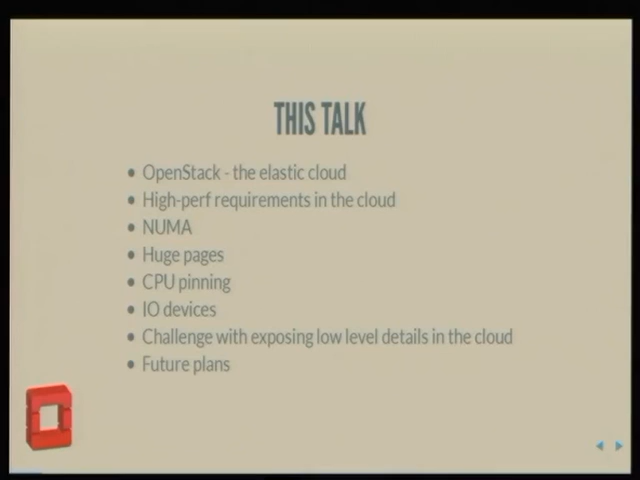 THIS TALK
• OpenStack - the elastic cloud
• High-perf requirements in the cloud
• NUMA
• Huge pages
• CPU pinning
• IO devices
• Challenge with exposing low level details in the cloud
• Future plans